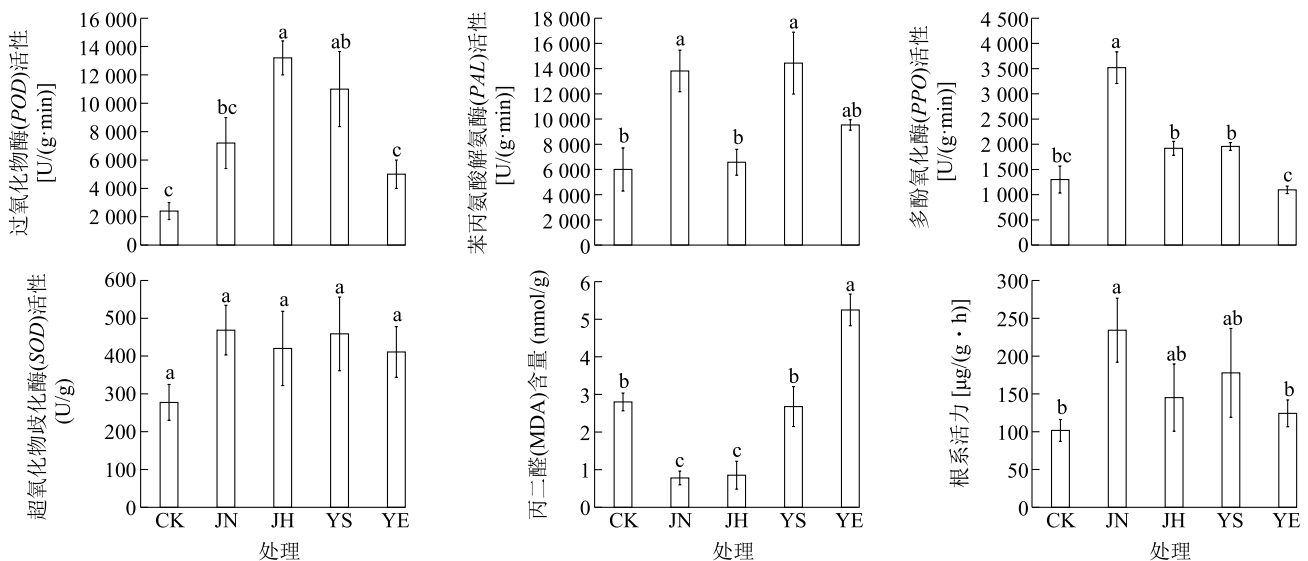 过氧化物酶(POD)活性
[U/(g·min)]
16 000
14 000
12 000
10 000
8 000
6 000
4 000
2 000
0
c
bc
a
ab
c
苯丙氨酸解氨酶(PAL)活性
[U/(g·min)]
18 000
16 000
14 000
12 000
10 000
8 000
6 000
4 000
2 000
0
b
a
b
a
ab
多酚氧化酶(PPO)活性
[U/(g·min)]
4 500
4 000
3 500
3 000
2 500
2 000
1 500
1 000
500
0
bc
a
b
b
c
超氧化物歧化酶(SOD)活性
(U/g)
600
500
400
300
200
100
0
a
a
a
a
a
CK JN JH YS YE
处理
丙二醛(MDA)含量 (nmol/g)
6
5
4
3
2
1
0
b
c
c
b
a
CK JN JH YS YE
处理
根系活力 [μg/(g·h)]
300
250
200
150
100
50
0
b
a
ab
ab
b
CK JN JH YS YE
处理